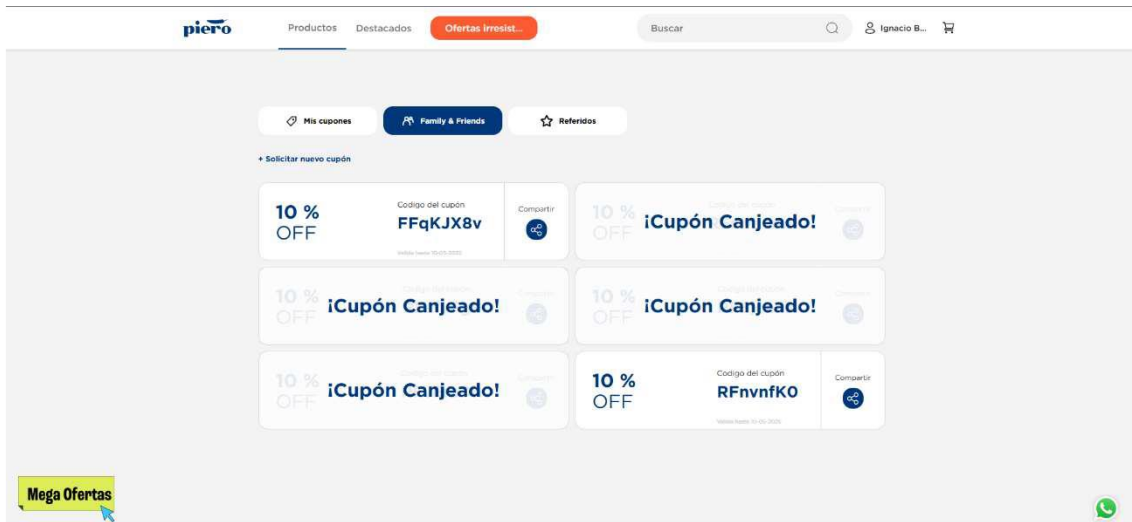 piero
Productos
Destacados
Ofertas irresist...
Buscar
Ignacio B...
Mis cupones
Family & Friends
Referidos
+ Solicitar nuevo cupón
10 %
OFF
Codigo del cupón
FFqKJX8v
Compartir
10 %
OFF
¡Cupón Canjeado!
10 %
OFF
¡Cupón Canjeado!
10 %
OFF
¡Cupón Canjeado!
10 %
OFF
¡Cupón Canjeado!
10 %
OFF
Codigo del cupón
RFnvnfK0
Compartir
Mega Ofertas